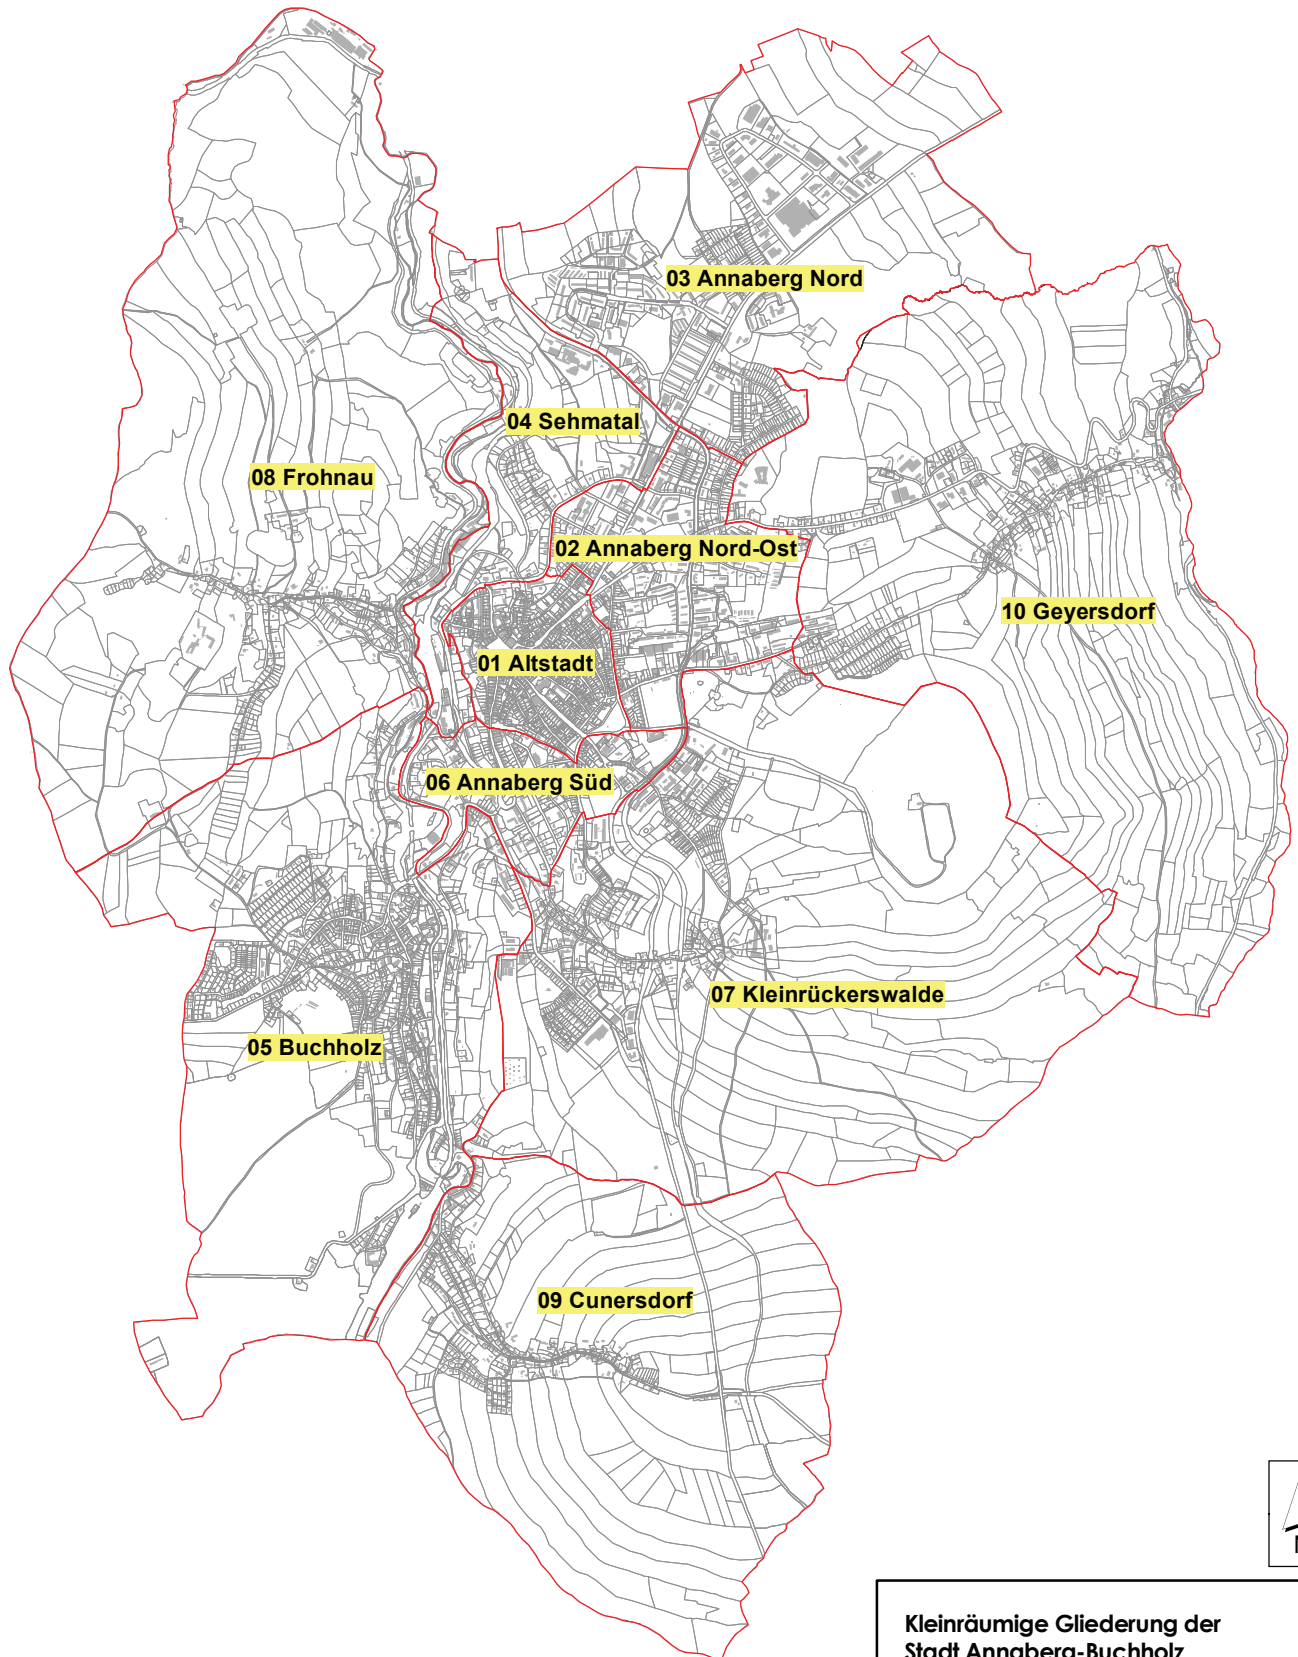 03 Annaberg Nord
04 Sehmatal
08 Frohnau
02 Annaberg Nord-Ost
10 Geyersdorf
01 Altstadt
06 Annaberg Süd
07 Kleinrückerswalde
05 Buchholz
09 Cunersdorf
Kleinräumige Gliederung der
Stadt Annaberg-Buchholz